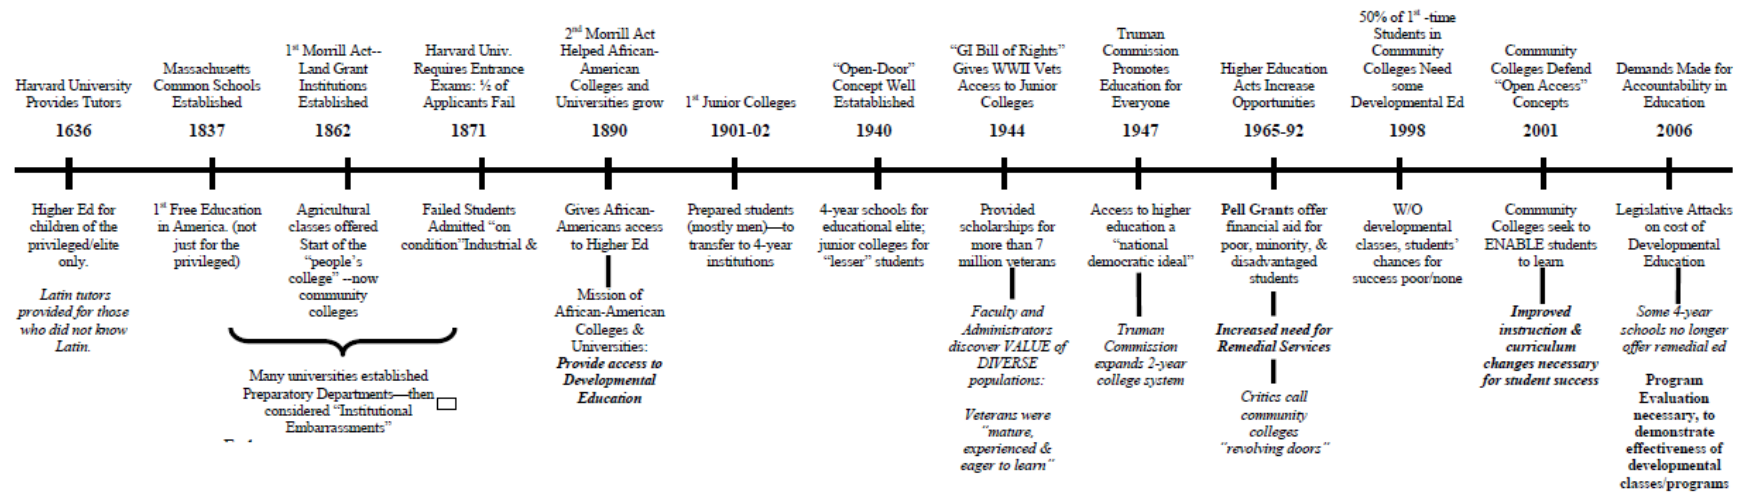 Harvard University
Provides Tutors
1636
Higher Ed for
children of the
privileged/elite
only.
Latin tutors
provided for those
who did not know
Latin.
Massachusetts
Common Schools
Established
1837
1st Free Education
in America. (not
just for the
privileged)
1st Morrill Act--
Land Grant
Institutions
Established
1862
Agricultural
classes offered
Start of the
“people’s
college” --now
community
colleges
Harvard Univ.
Requires Entrance
Exams: ½ of
Applicants Fail
1871
Failed Students
Admitted “on
condition”Industrial &
Many universities established
Preparatory Departments—then
considered “Institutional
Embarrassments”
2nd Morrill Act
Helped African-
American
Colleges and
Universities grow
1890
Gives African-
Americans access
to Higher Ed
Mission of
African-American
Colleges &
Universities:
Provide access to
Developmental
Education
1st Junior Colleges
1901-02
Prepared students
(mostly men)—to
transfer to 4-year
institutions
“Open-Door”
Concept Well
Estatablished
1940
4-year schools for
educational elite;
junior colleges for
“lesser” students
“GI Bill of Rights”
Gives WWII Vets
Access to Junior
Colleges
1944
Provided
scholarships for
more than 7
million veterans
Faculty and
Administrators
discover VALUE of
DIVERSE
populations:
Veterans were
“mature,
experienced &
eager to learn”
Truman
Commission
Promotes
Education for
Everyone
1947
Access to higher
education a
“national
democratic ideal”
Truman
Commission
expands 2-year
college system
Higher Education
Acts Increase
Opportunities
1965-92
Pell Grants offer
financial aid for
poor, minority, &
disadvantaged
students
Increased need for
Remedial Services
Critics call
community
colleges
“revolving doors”
50% of 1st -time
Students in
Community
Colleges Need
some
Developmental Ed
1998
W/O
developmental
classes, students’
chances for
success poor/none
Community
Colleges Defend
“Open Access”
Concepts
2001
Community
Colleges seek to
ENABLE students
to learn
Improved
instruction &
curriculum
changes necessary
for student success
Demands Made for
Accountability in
Education
2006
Legislative Attacks
on cost of
Developmental
Education
Some 4-year
schools no longer
offer remedial ed
Program
Evaluation
necessary, to
demonstrate
effectiveness of
developmental
classes/programs